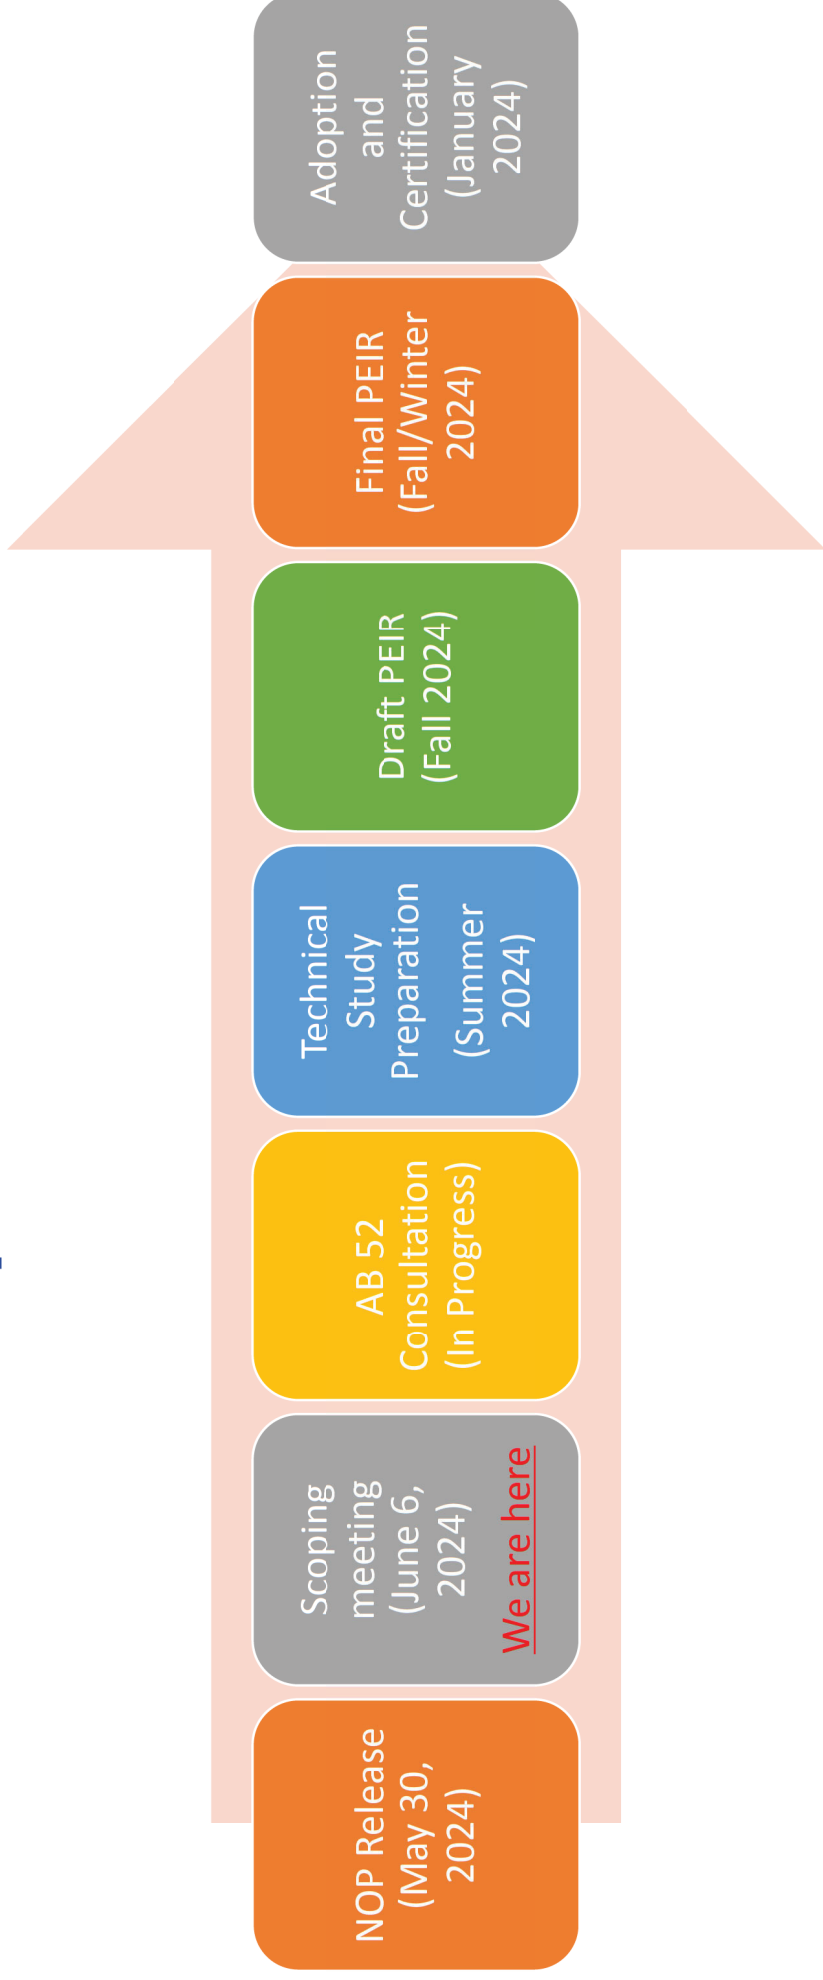 NOP Release
(May 30,
2024)
Scoping
meeting
(June 6,
2024)
We are here
AB 52
Consultation
(In Progress)
Technical
Study
Preparation
(Summer
2024)
Draft PEIR
(Fall 2024)
Final PEIR
(Fall/Winter
2024)
Adoption
and
Certification
(January
2024)